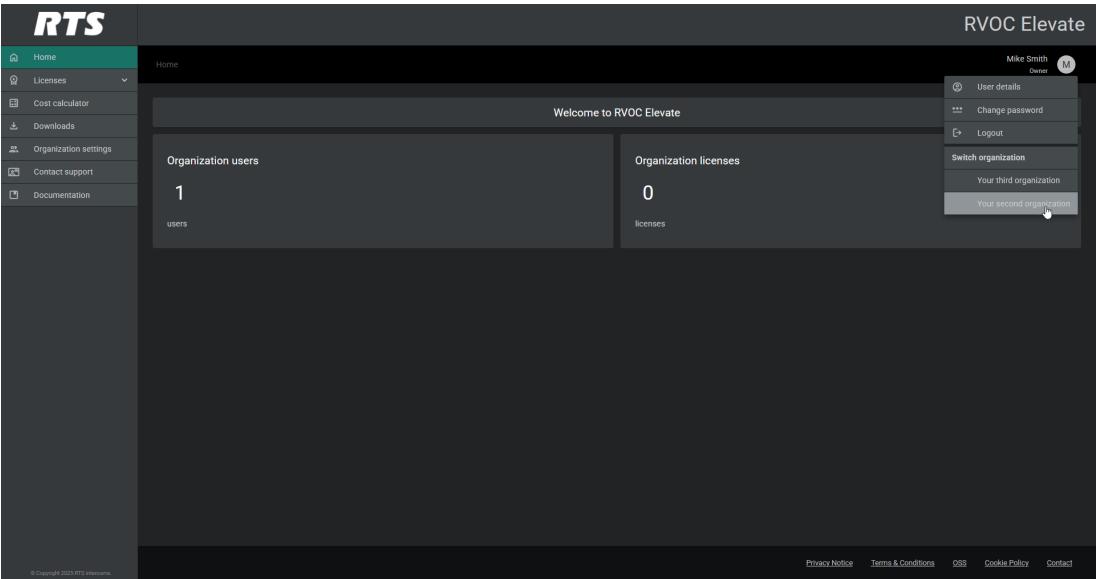 RTS
RVOC Elevate
Home
Licenses
Cost calculator
Downloads
Organization settings
Contact support
Documentation
Home
Mike Smith
Owner
M
User details
Change password
Logout
Switch organization
Your third organization
Your second organization
Welcome to RVOC Elevate
Organization users
1
users
Organization licenses
0
licenses
© Copyright 2025 RTS Intercoms.
Privacy Notice Terms & Conditions OSS Cookie Policy Contact